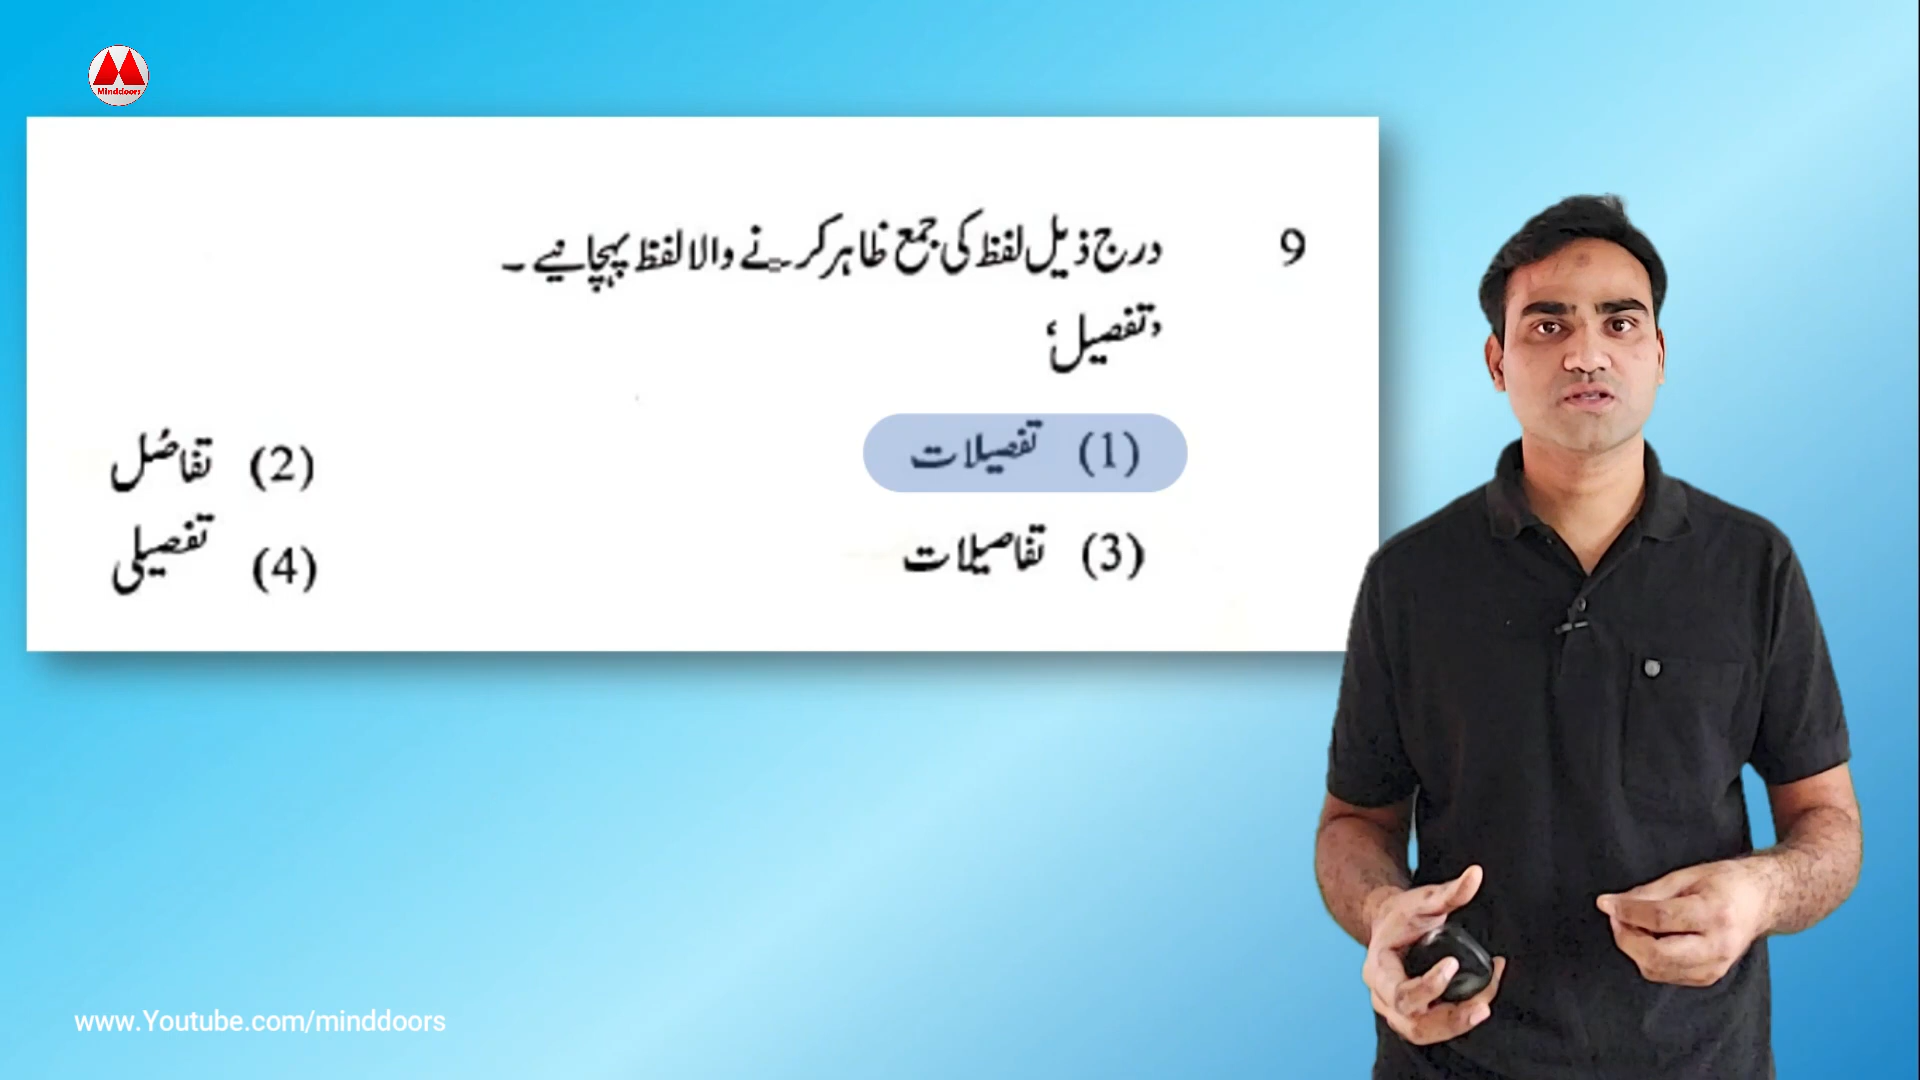 Minddoors
9 درج ذیل لفظ کی جمع ظاہر کرنے والا لفظ پہچانیے ۔
’تفصیل‘
(1) تفصیلات (2) تفاصُل
(3) تفاصیلات (4) تفصیلی
www.Youtube.com/minddoors